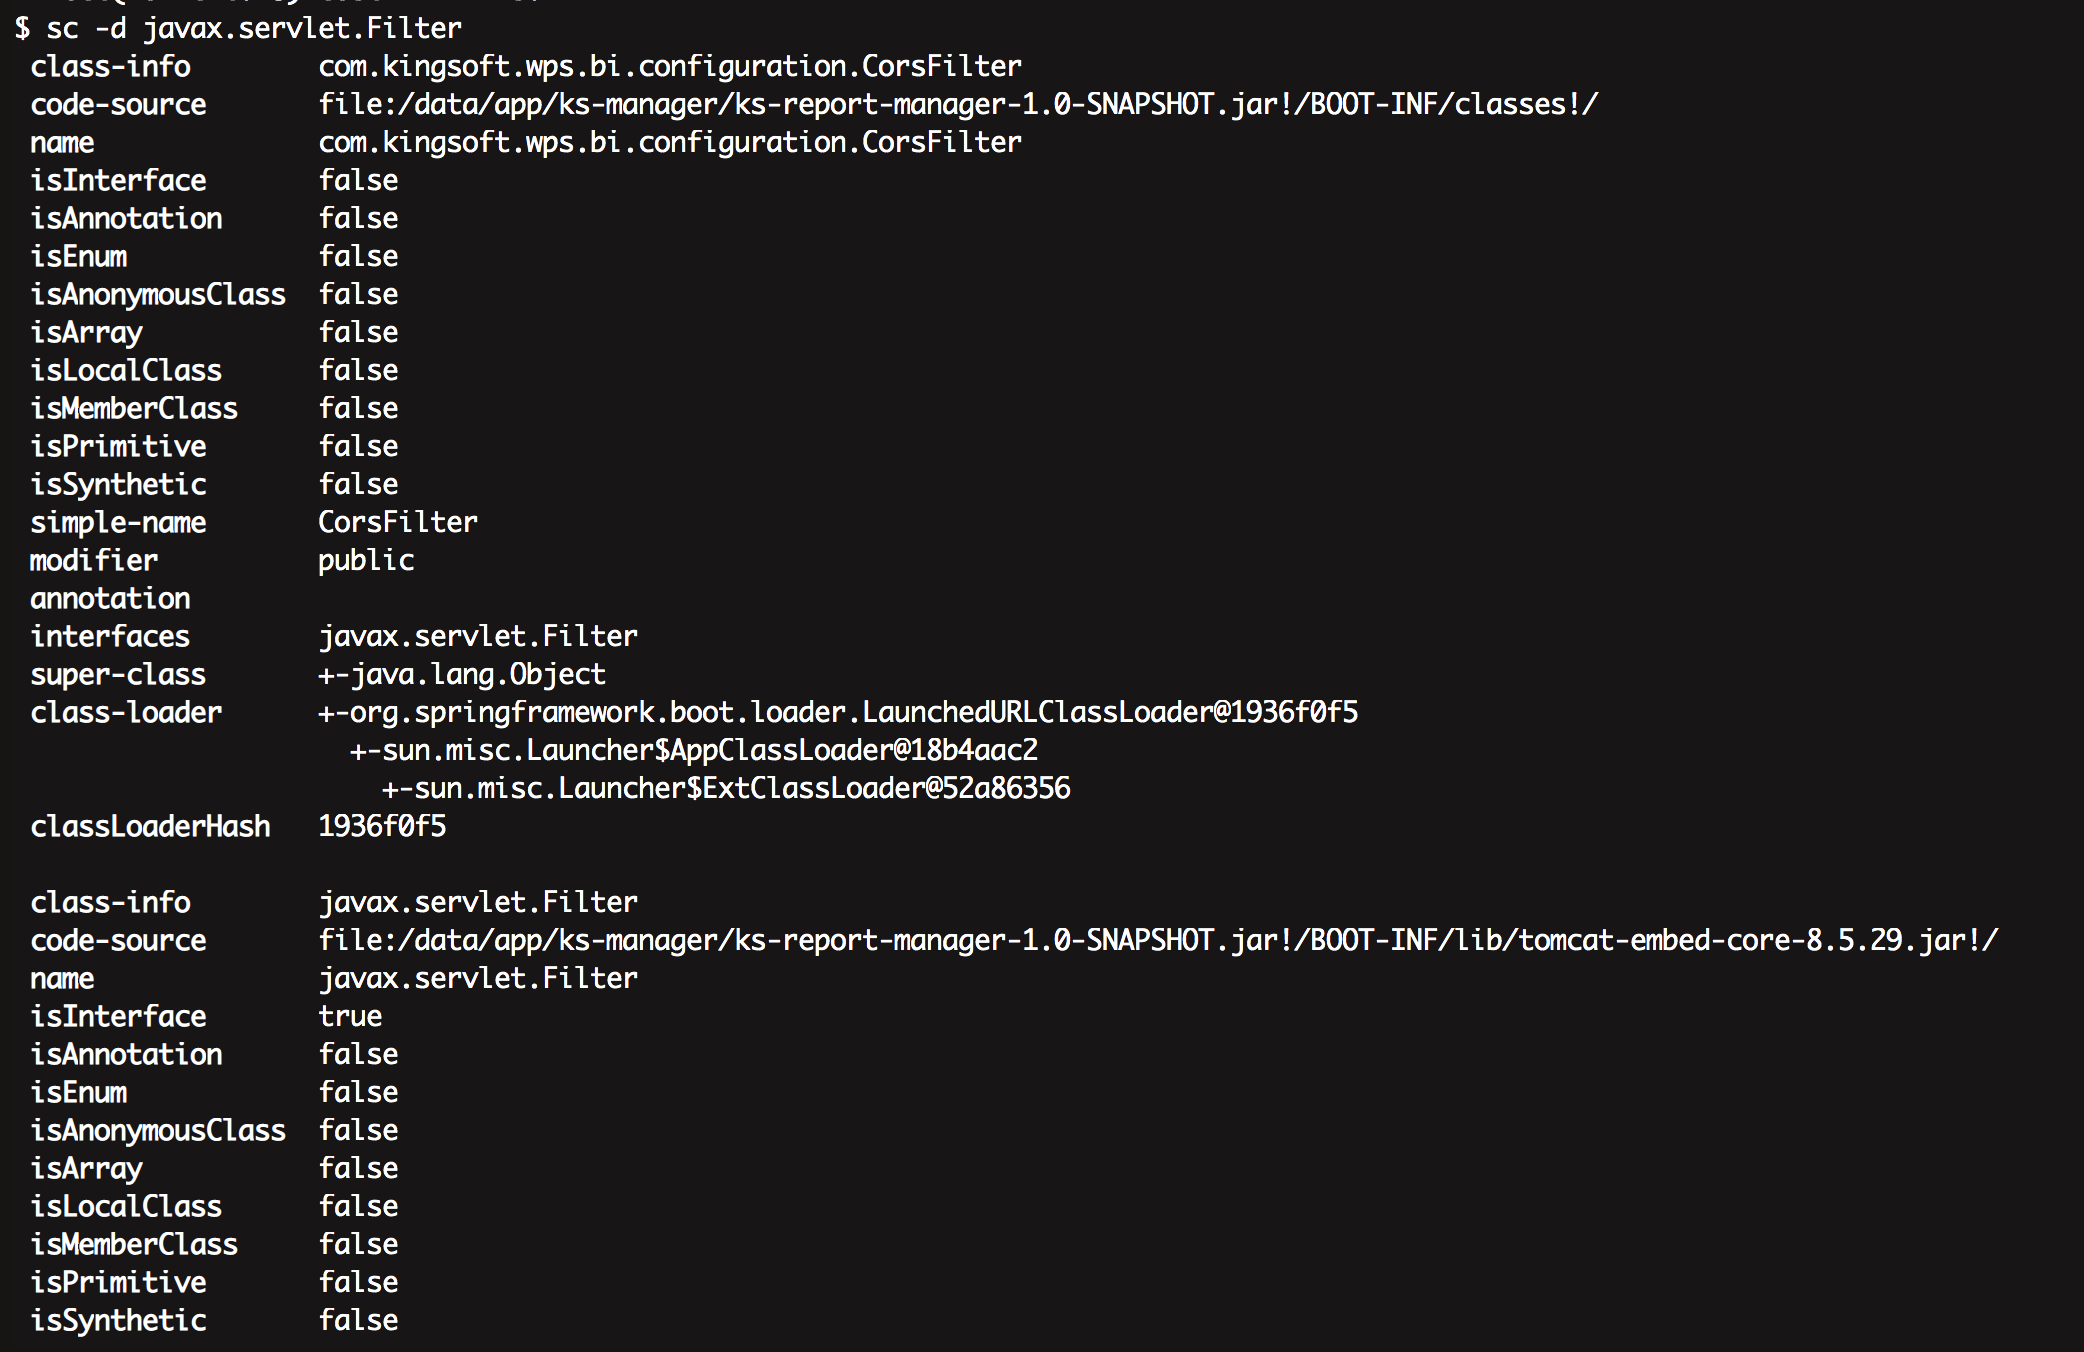 $ sc -d javax.servlet.Filter
class-info com.kingsoft.wps.bi.configuration.CorsFilter
code-source file:/data/app/ks-manager/ks-report-manager-1.0-SNAPSHOT.jar!/BOOT-INF/classes!/
name com.kingsoft.wps.bi.configuration.CorsFilter
isInterface false
isAnnotation false
isEnum false
isAnonymousClass false
isArray false
isLocalClass false
isMemberClass false
isPrimitive false
isSynthetic false
simple-name CorsFilter
modifier public
annotation
interfaces javax.servlet.Filter
super-class +-java.lang.Object
class-loader +-org.springframework.boot.loader.LaunchedURLClassLoader@1936f0f5
+-sun.misc.Launcher$AppClassLoader@18b4aac2
+-sun.misc.Launcher$ExtClassLoader@52a86356
classLoaderHash 1936f0f5
class-info javax.servlet.Filter
code-source file:/data/app/ks-manager/ks-report-manager-1.0-SNAPSHOT.jar!/BOOT-INF/lib/tomcat-embed-core-8.5.29.jar!/
name javax.servlet.Filter
isInterface true
isAnnotation false
isEnum false
isAnonymousClass false
isArray false
isLocalClass false
isMemberClass false
isPrimitive false
isSynthetic false